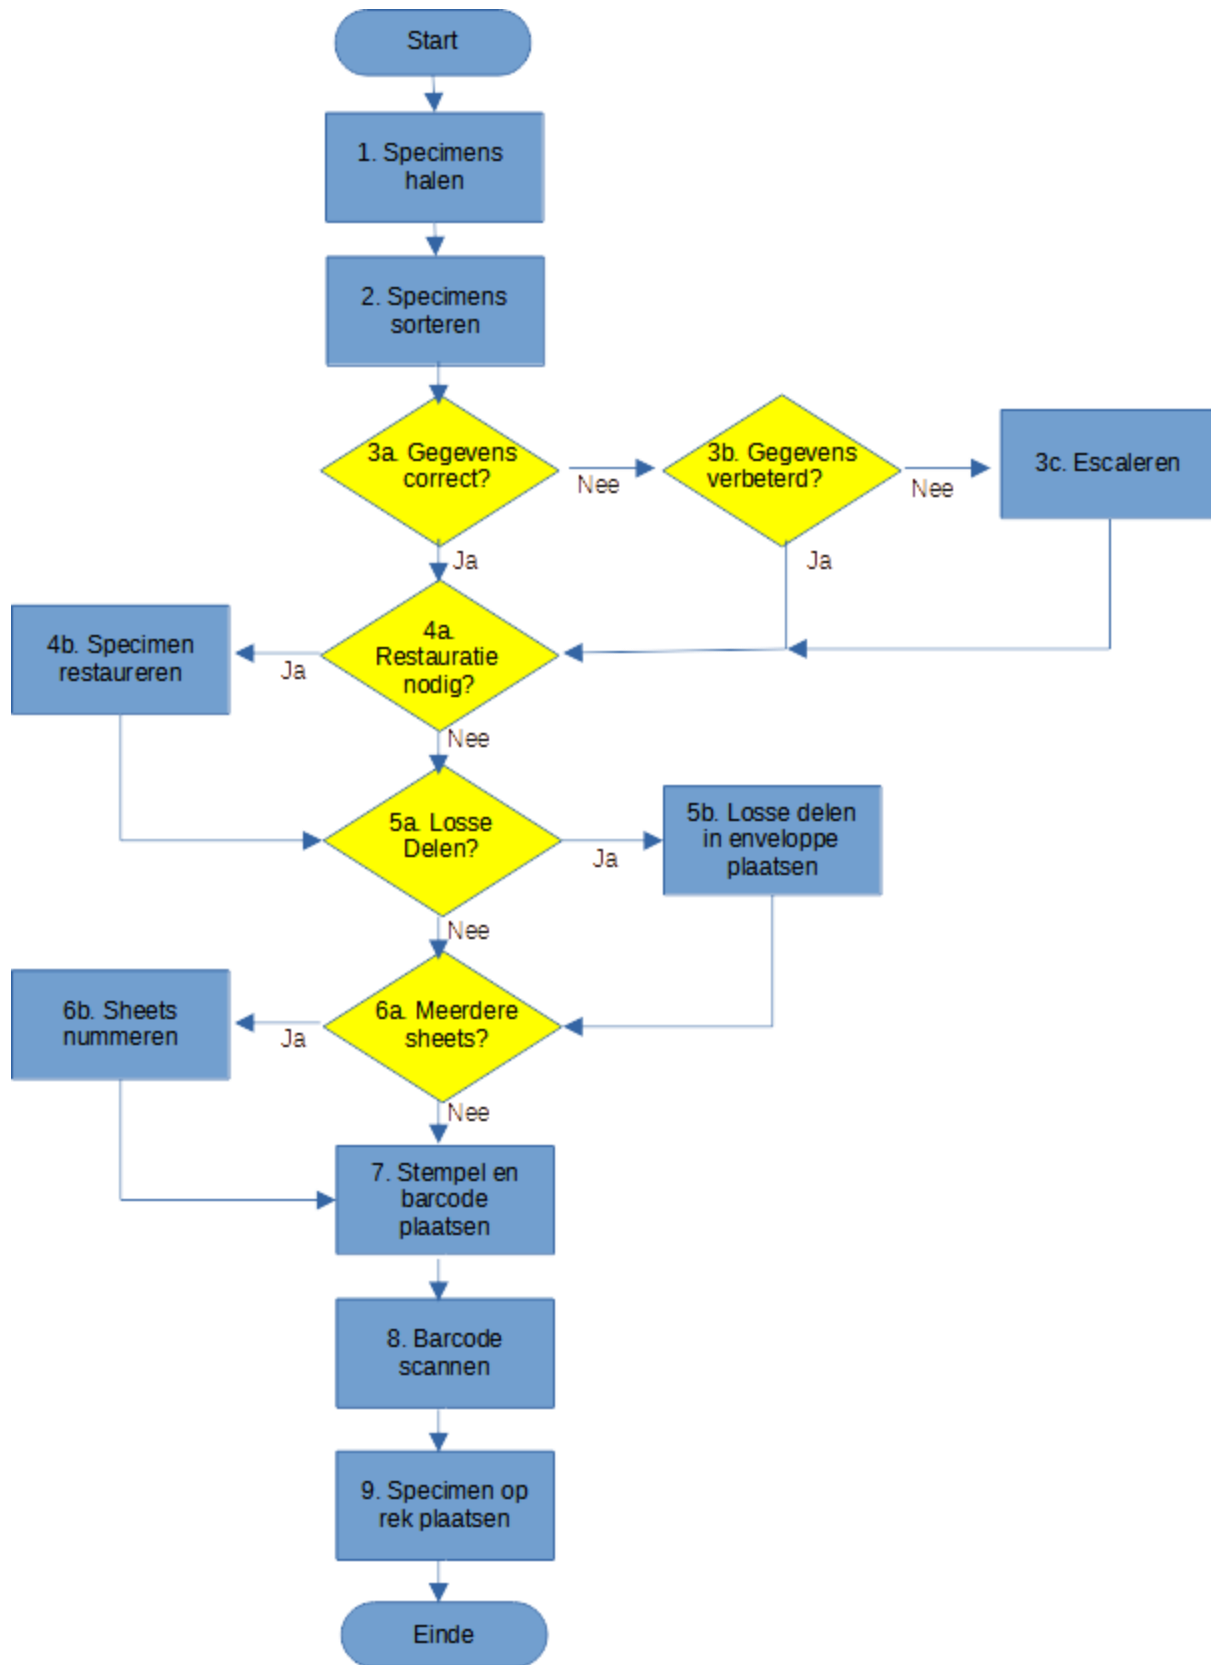 Start
1. Specimens
halen
2. Specimens
sorteren
3a. Gegevens
correct?
Nee
3b. Gegevens
verbeterd?
Nee
3c. Escaleren
Ja
Ja
4a.
Restauratie
nodig?
Ja
4b. Specimen
restaureren
Nee
5a. Losse
Delen?
Ja
5b. Losse delen
in enveloppe
plaatsen
Nee
6a. Meerdere
sheets?
Ja
6b. Sheets
nummeren
Nee
7. Stempel en
barcode
plaatsen
8. Barcode
scannen
9. Specimen op
rek plaatsen
Einde